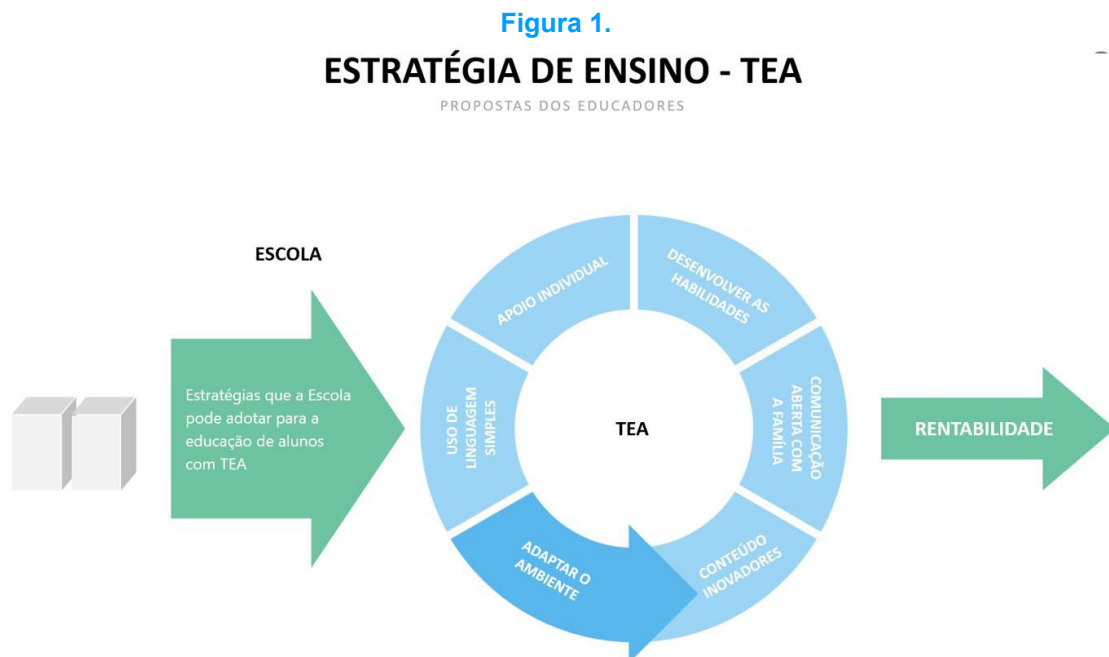 Figura 1.
ESTRATÉGIA DE ENSINO - TEA
PROPOSTAS DOS EDUCADORES
ESCOLA
Estratégias que a Escola
pode adotar para a
educação de alunos
com TEA
APOIO INDIVIDUAL
DESENVOLVER AS
HABILIDADES
USO DE
LINGUAGEM
SIMPLES
TEA
COMUNICAÇÃO
ABERTA COM
A FAMÍLIA
RENTABILIDADE
ADAPTAR O
AMBIENTE
CONTEÚDO
INOVADORES